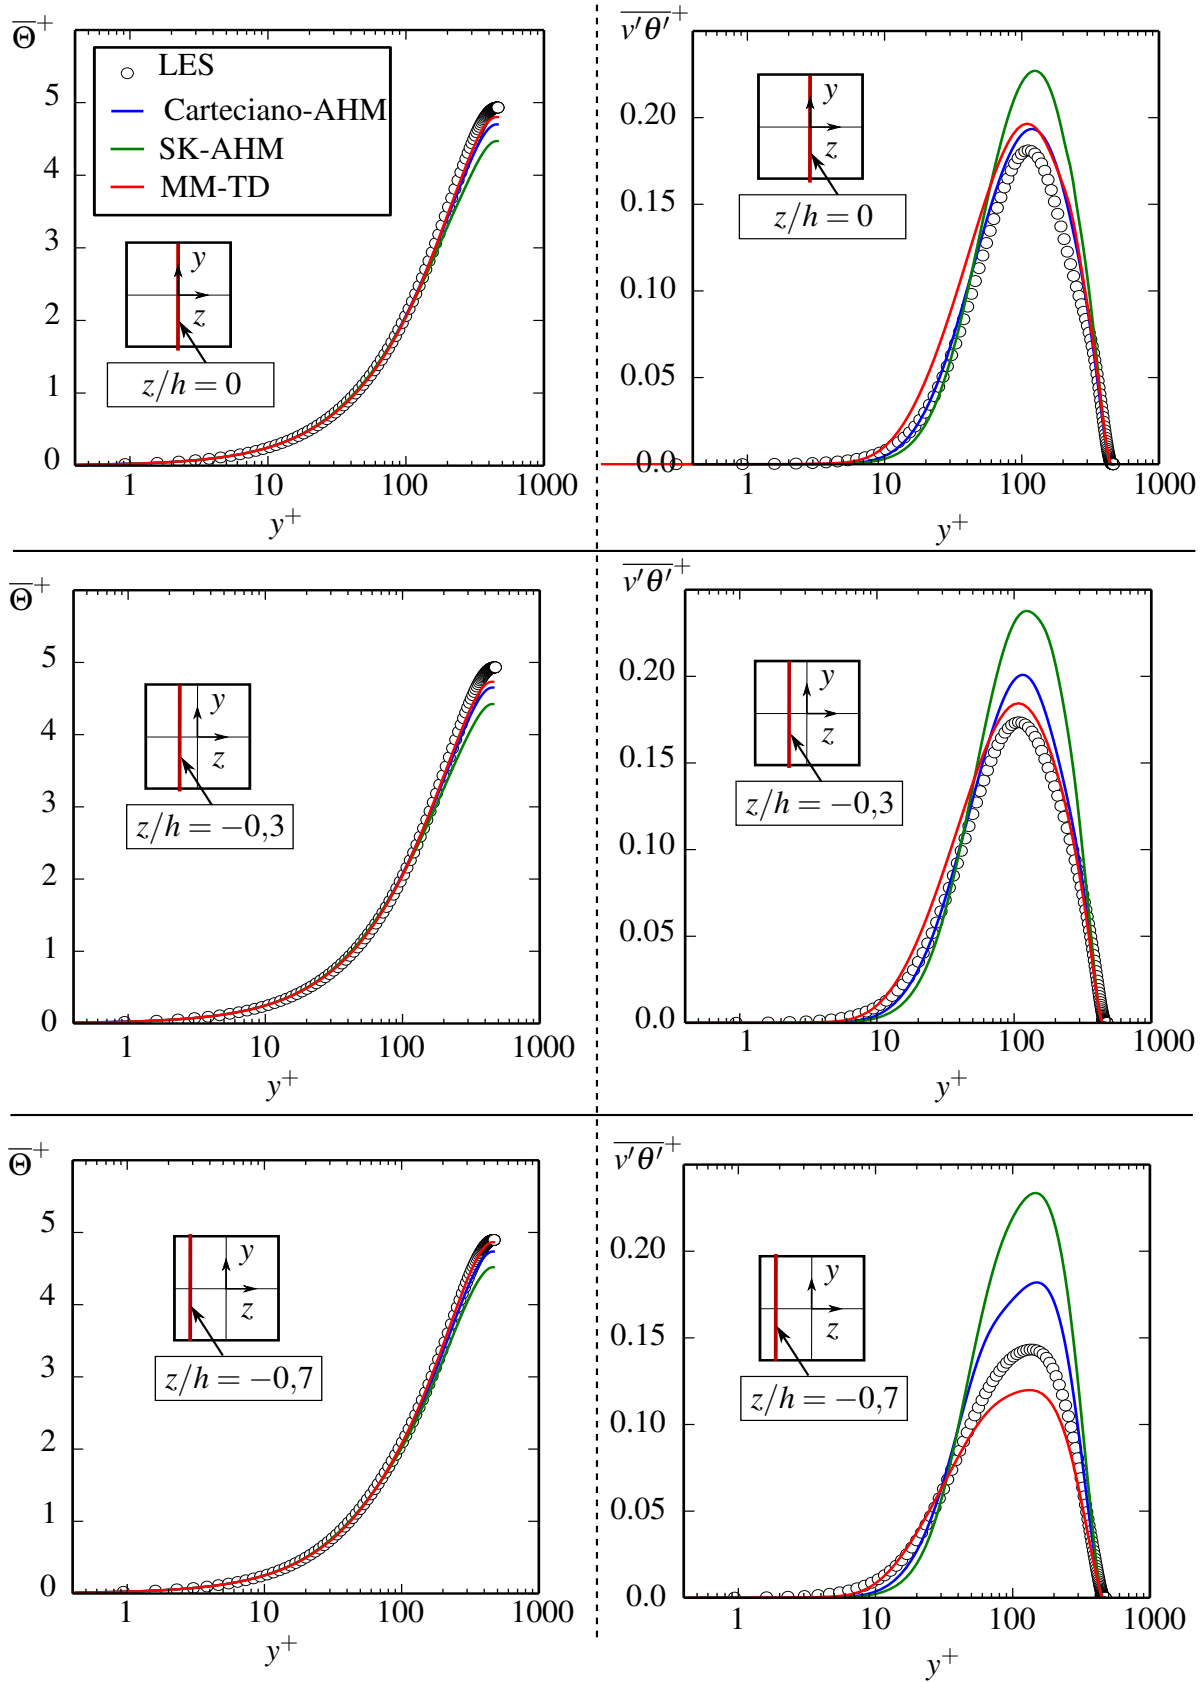 Θ̅⁺
5
4
3
2
1
0
LES
Carteciano-AHM
SK-AHM
MM-TD
y
z
z/h = 0
1 10 100 1000
y⁺
v′θ′⁺
0.20
0.15
0.10
0.05
0.0
y
z
z/h = 0
1 10 100 1000
y⁺
Θ̅⁺
5
4
3
2
1
0
y
z
z/h = −0,3
1 10 100 1000
y⁺
v′θ′⁺
0.20
0.15
0.10
0.05
0.0
y
z
z/h = −0,3
1 10 100 1000
y⁺
Θ̅⁺
5
4
3
2
1
0
y
z
z/h = −0,7
1 10 100 1000
y⁺
v′θ′⁺
0.20
0.15
0.10
0.05
0.0
y
z
z/h = −0,7
1 10 100 1000
y⁺